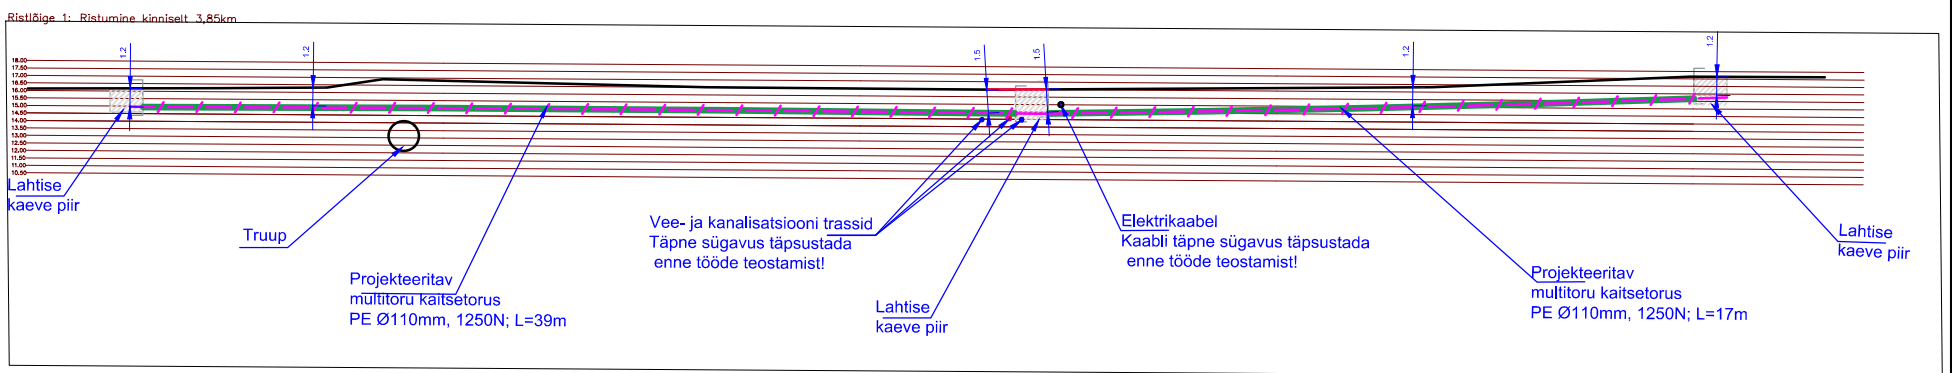 Ristlõige 1: Ristumine kinniselt 3,85km
1.2
1.2
1.5
1.5
1.2
1.2
18.00
17.50
17.00
16.50
16.00
15.50
15.00
14.50
14.00
13.50
13.00
12.50
12.00
11.50
11.00
10.50
Lahtise
kaeve piir
Truup
Projekteeritav
multitoru kaitsetorus
PE Ø110mm, 1250N; L=39m
Vee- ja kanalisatsiooni trassid
Täpne sügavus täpsustada
enne tööde teostamist!
Lahtise
kaeve piir
Elektrikaabel
Kaabli täpne sügavus täpsustada
enne tööde teostamist!
Projekteeritav
multitoru kaitsetorus
PE Ø110mm, 1250N; L=17m
Lahtise
kaeve piir